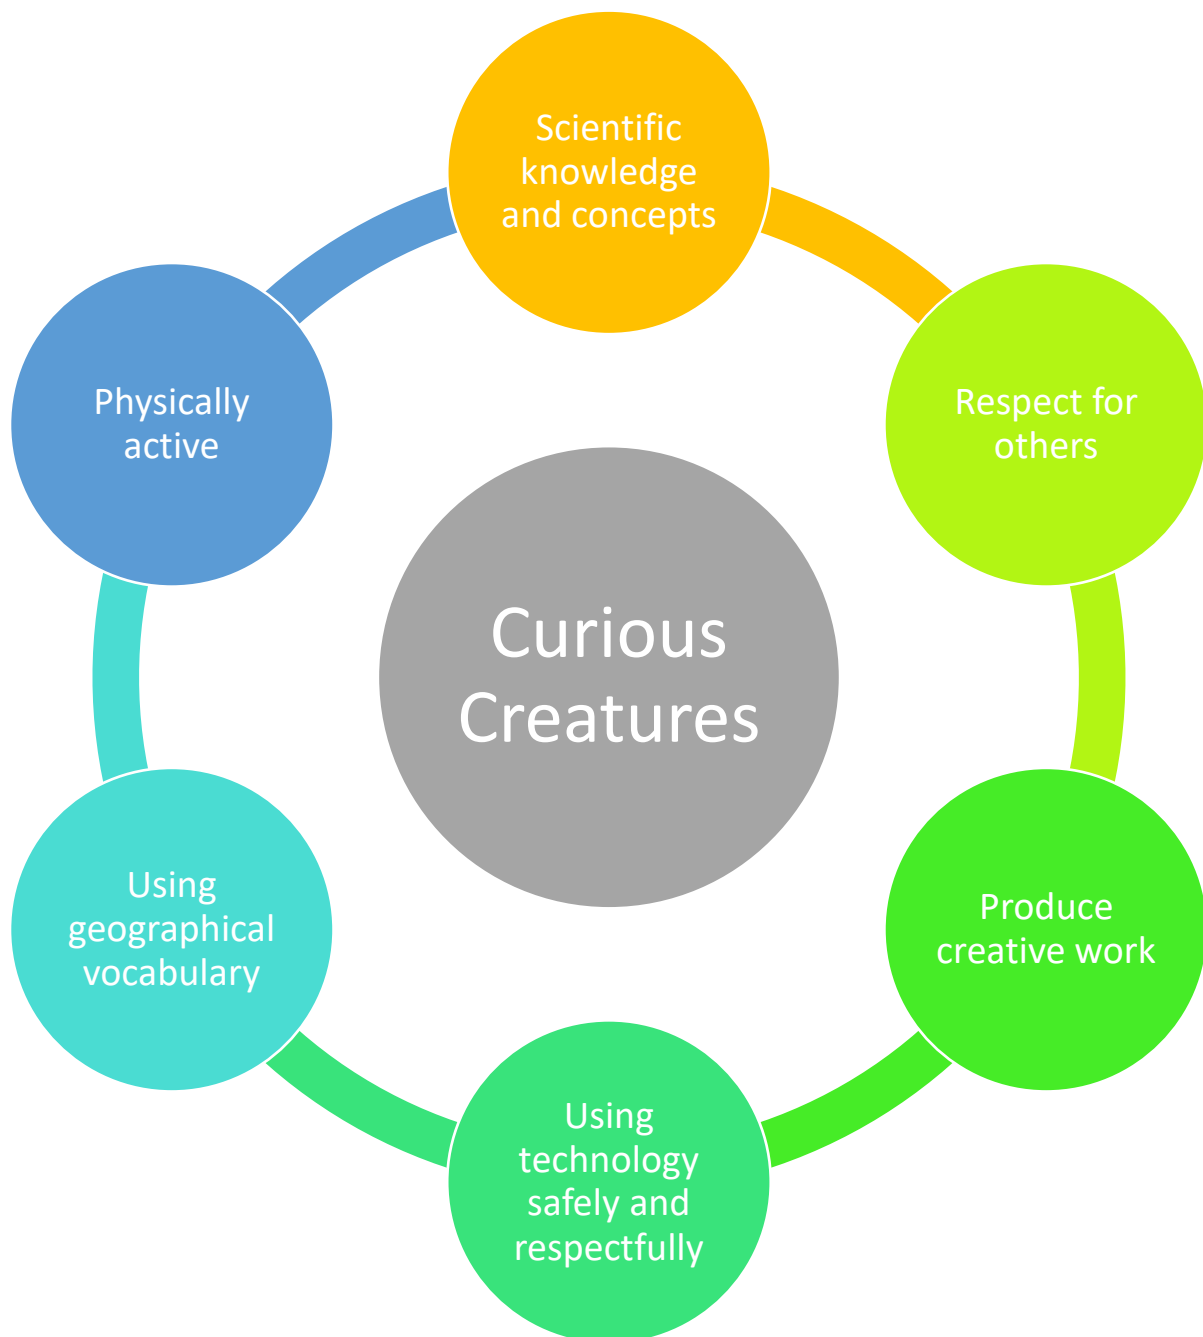 Scientific
knowledge
and concepts
Respect for
others
Produce
creative work
Using
technology
safely and
respectfully
Using
geographical
vocabulary
Physically
active
Curious
Creatures